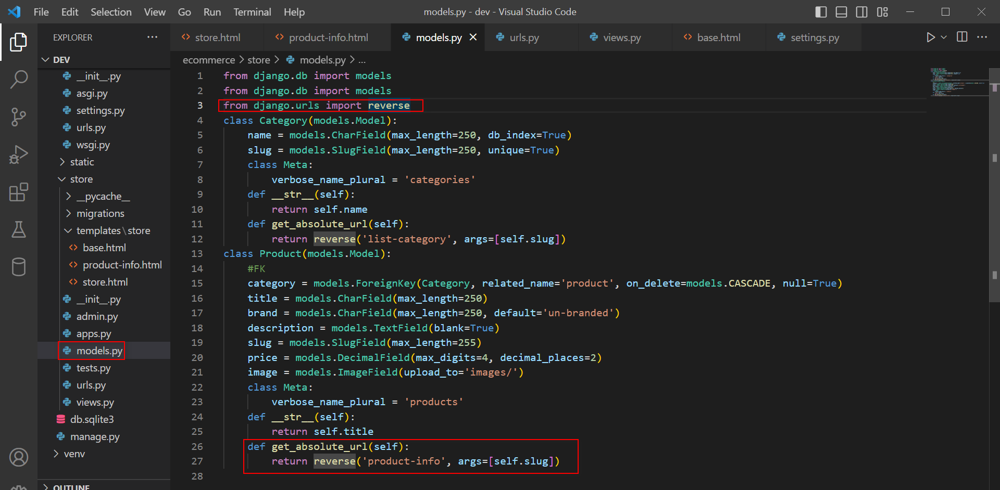 File Edit Selection View Go Run Terminal Help models.py - dev - Visual Studio Code
EXPLORER ...
store.html product-info.html models.py urls.py views.py base.html settings.py
DEV
ecommerce > store > models.py > ...
__init__.py
asgi.py
settings.py
urls.py
wsgi.py
static
store
__pycache__
migrations
templates\store
base.html
product-info.html
store.html
__init__.py
admin.py
apps.py
models.py
tests.py
urls.py
views.py
db.sqlite3
manage.py
venv
OUTLINE
1 from django.db import models
2 from django.db import models
3 from django.urls import reverse
4 class Category(models.Model):
5     name = models.CharField(max_length=250, db_index=True)
6     slug = models.SlugField(max_length=250, unique=True)
7     class Meta:
8         verbose_name_plural = 'categories'
9     def __str__(self):
10         return self.name
11     def get_absolute_url(self):
12         return reverse('list-category', args=[self.slug])
13 class Product(models.Model):
14     #FK
15     category = models.ForeignKey(Category, related_name='product', on_delete=models.CASCADE, null=True)
16     title = models.CharField(max_length=250)
17     brand = models.CharField(max_length=250, default='un-branded')
18     description = models.TextField(blank=True)
19     slug = models.SlugField(max_length=255)
20     price = models.DecimalField(max_digits=4, decimal_places=2)
21     image = models.ImageField(upload_to='images/')
22     class Meta:
23         verbose_name_plural = 'products'
24     def __str__(self):
25         return self.title
26     def get_absolute_url(self):
27         return reverse('product-info', args=[self.slug])
28